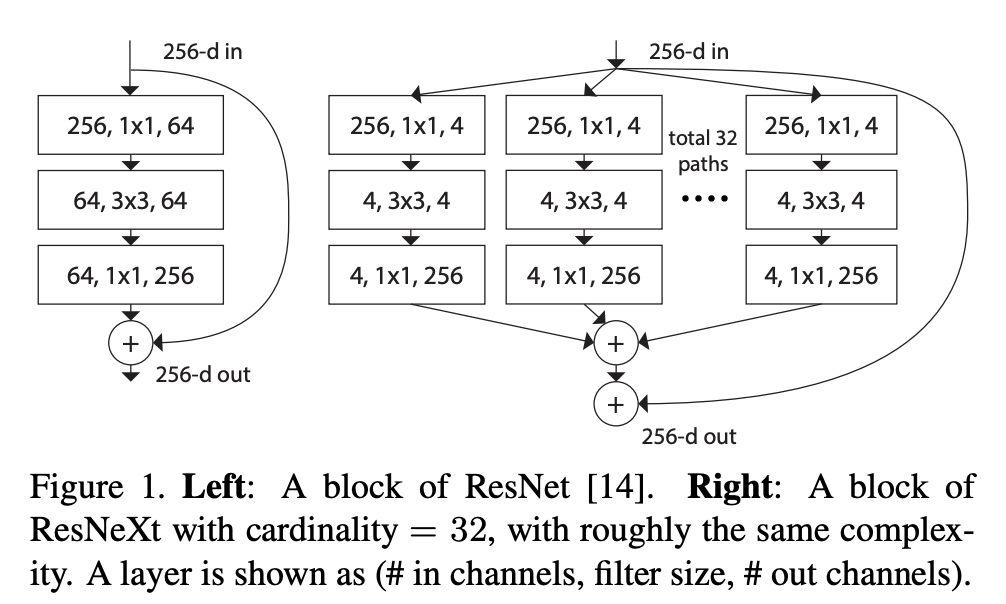 256-d in
256, 1x1, 64
64, 3x3, 64
64, 1x1, 256
+
256-d out
256-d in
256, 1x1, 4
256, 1x1, 4
total 32
paths
256, 1x1, 4
4, 3x3, 4
4, 3x3, 4
....
4, 3x3, 4
4, 1x1, 256
4, 1x1, 256
4, 1x1, 256
+
+
256-d out
Figure 1. Left: A block of ResNet [14]. Right: A block of
ResNeXt with cardinality = 32, with roughly the same complex-
ity. A layer is shown as (# in channels, filter size, # out channels).